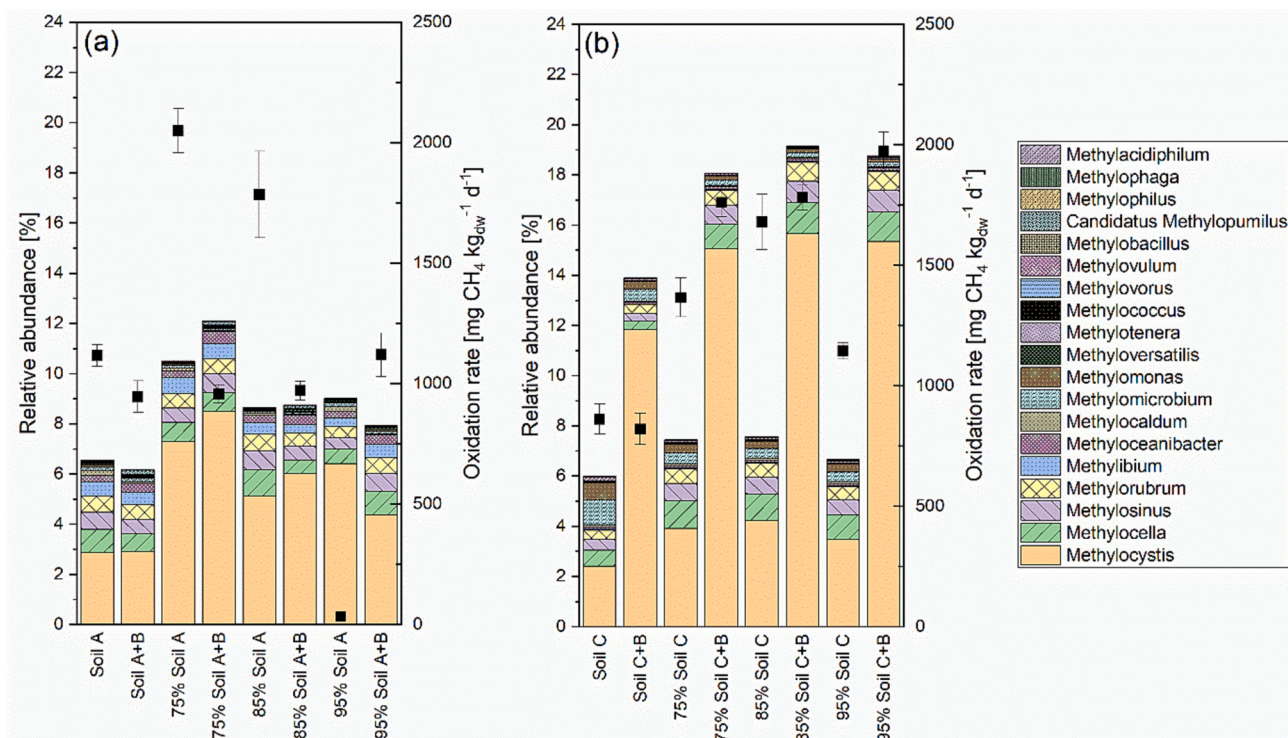 (a)
24
22
20
18
16
14
12
10
8
6
4
2
0
Relative abundance [%]
2500
2000
1500
1000
500
0
Oxidation rate [mg CH4 kgdw-1 d-1]
Soil A
Soil A+B
75% Soil A
75% Soil A+B
85% Soil A
85% Soil A+B
95% Soil A
95% Soil A+B
(b)
24
22
20
18
16
14
12
10
8
6
4
2
0
Relative abundance [%]
2500
2000
1500
1000
500
0
Oxidation rate [mg CH4 kgdw-1 d-1]
Soil C
Soil C+B
75% Soil C
75% Soil C+B
85% Soil C
85% Soil C+B
95% Soil C
95% Soil C+B
Methylacidiphilum
Methylophaga
Methylophilus
Candidatus Methylopumilus
Methylobacillus
Methylovulum
Methylovorus
Methylococcus
Methylotenera
Methyloversatilis
Methylomonas
Methylomicrobium
Methylocaldum
Methyloceanibacter
Methylibium
Methylorubrum
Methylosinus
Methylocella
Methylocystis